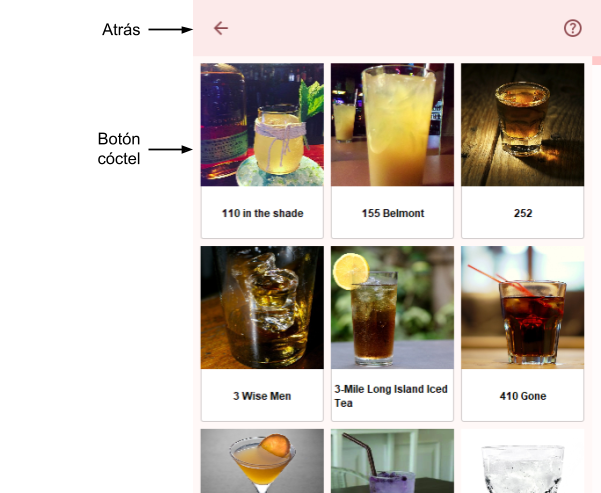 Atrás
Botón
cóctel
110 in the shade
155 Belmont
252
3 Wise Men
3-Mile Long Island Iced
Tea
410 Gone